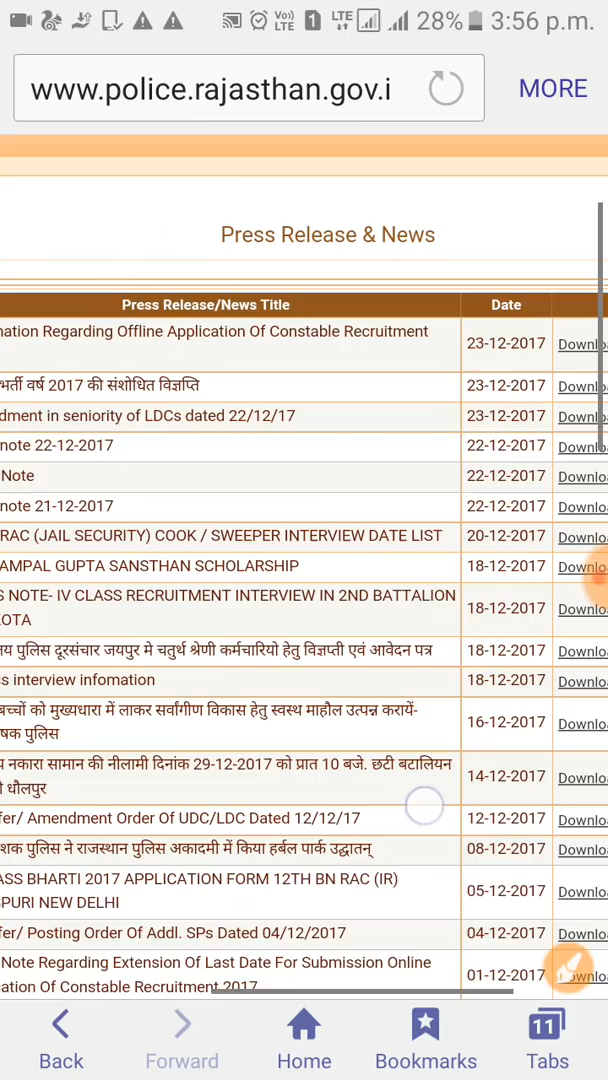 1 28% 3:56 p.m.
www.police.rajasthan.gov.i MORE
Press Release & News
Press Release/News Title Date
nation Regarding Offline Application Of Constable Recruitment 23-12-2017 Downlo
भर्ती वर्ष 2017 की संशोधित विज्ञप्ति 23-12-2017 Downlo
dment in seniority of LDCs dated 22/12/17 23-12-2017 Downlo
note 22-12-2017 22-12-2017 Downlo
Note 22-12-2017 Downlo
note 21-12-2017 22-12-2017 Downlo
RAC (JAIL SECURITY) COOK / SWEEPER INTERVIEW DATE LIST 20-12-2017 Downlo
AMPAL GUPTA SANSTHAN SCHOLARSHIP 18-12-2017 Downlo
S NOTE- IV CLASS RECRUITMENT INTERVIEW IN 2ND BATTALION
OTA 18-12-2017 Downlo
लय पुलिस दूरसंचार जयपुर मे चतुर्थ श्रेणी कर्मचारियो हेतु विज्ञप्ती एवं आवेदन पत्र 18-12-2017 Downlo
ss interview infomation 18-12-2017 Downlo
बच्चों को मुख्यधारा में लाकर सर्वांगीण विकास हेतु स्वस्थ माहौल उत्पन्न करायें-
षक पुलिस 16-12-2017 Downlo
य नकारा सामान की नीलामी दिनांक 29-12-2017 को प्रात 10 बजे. छटी बटालियन
ी धौलपुर 14-12-2017 Downlo
fer/ Amendment Order Of UDC/LDC Dated 12/12/17 12-12-2017 Downlo
शक पुलिस ने राजस्थान पुलिस अकादमी में किया हर्बल पार्क उद्घातन् 08-12-2017 Downlo
ASS BHARTI 2017 APPLICATION FORM 12TH BN RAC (IR)
PURI NEW DELHI 05-12-2017 Downlo
fer/ Posting Order Of Addl. SPs Dated 04/12/2017 04-12-2017 Downlo
Note Regarding Extension Of Last Date For Submission Online
ation Of Constable Recruitment 2017 01-12-2017 ownlo
Back Forward Home Bookmarks 11 Tabs